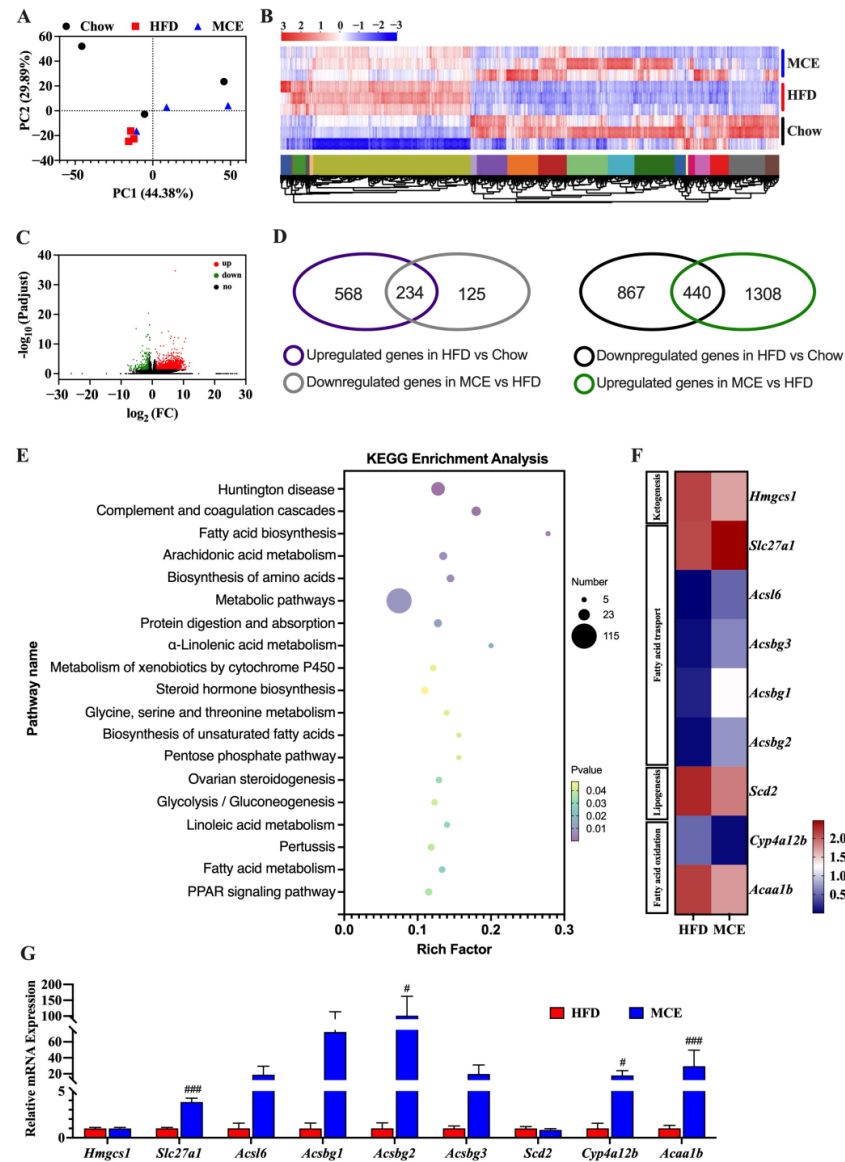 A
Chow HFD MCE
PC2 (29.89%)
60
40
20
0
−20
−40
−50 0 50
PC1 (44.38%)
B
3 2 1 0 −1 −2 −3
MCE
HFD
Chow
C
-log10 (Padjust)
-40
-30
-20
-10
0
up
down
no
−30 −20 −10 0 10 20 30
log2 (FC)
D
568 234 125
867 440 1308
Upregulated genes in HFD vs Chow
Downregulated genes in MCE vs HFD
Downpregulated genes in HFD vs Chow
Upregulated genes in MCE vs HFD
E
KEGG Enrichment Analysis
Pathway name
Huntington disease
Complement and coagulation cascades
Fatty acid biosynthesis
Arachidonic acid metabolism
Biosynthesis of amino acids
Metabolic pathways
Protein digestion and absorption
α-Linolenic acid metabolism
Metabolism of xenobiotics by cytochrome P450
Steroid hormone biosynthesis
Glycine, serine and threonine metabolism
Biosynthesis of unsaturated fatty acids
Pentose phosphate pathway
Ovarian steroidogenesis
Glycolysis / Gluconeogenesis
Linoleic acid metabolism
Pertussis
Fatty acid metabolism
PPAR signaling pathway
0.0 0.1 0.2 0.3
Rich Factor
Number
5
23
115
Pvalue
0.04
0.03
0.02
0.01
F
Ketogenesis
Fatty acid trasport
Lipogenesis
Fatty acid oxidation
Hmgcs1
Slc27a1
Acsl6
Acsbg3
Acsbg1
Acsbg2
Scd2
Cyp4a12b
Acaa1b
HFD MCE
2.0
1.5
1.0
0.5
G
Relative mRNA Expression
200
150
100
60
40
20
5
0
HFD MCE
###
#
#
###
Hmgcs1 Slc27a1 Acsl6 Acsbg1 Acsbg2 Acsbg3 Scd2 Cyp4a12b Acaa1b